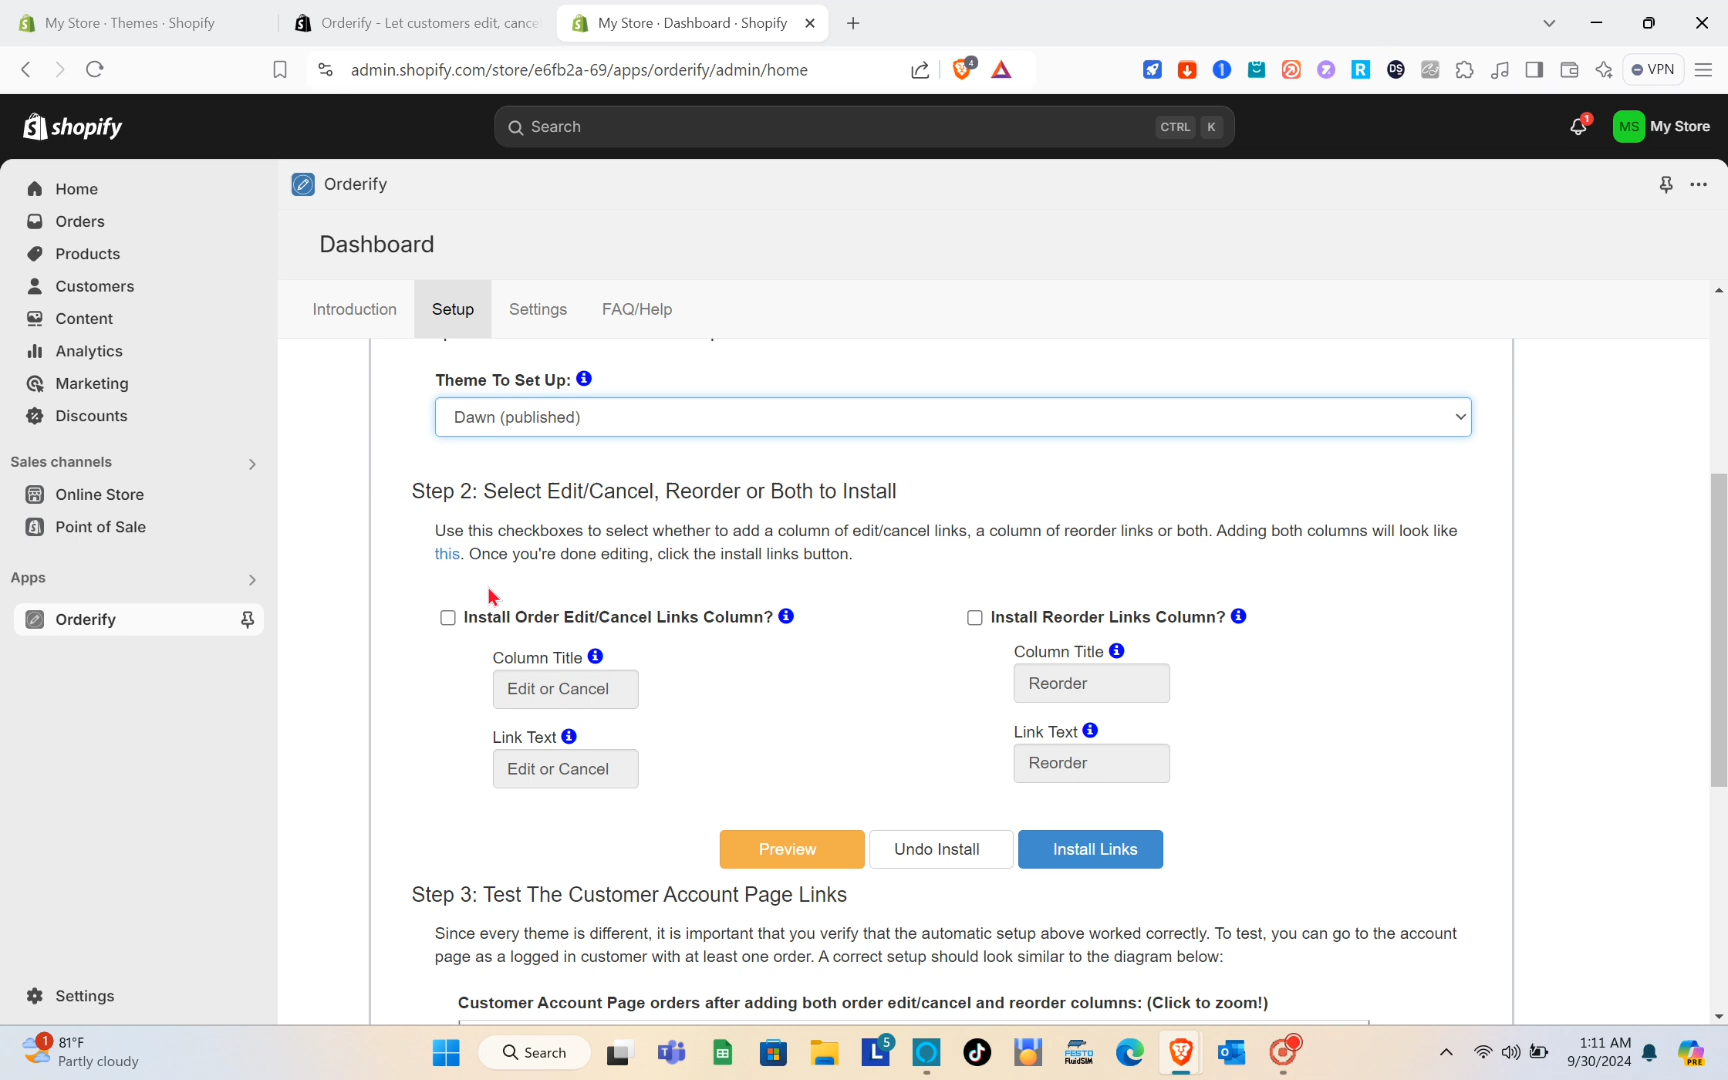 My Store · Themes · Shopify
Orderify - Let customers edit, cance
My Store · Dashboard · Shopify
admin.shopify.com/store/e6fb2a-69/apps/orderify/admin/home
4
VPN
shopify
Search
CTRL K
1
MS
My Store
Home
Orders
Products
Customers
Content
Analytics
Marketing
Discounts
Sales channels
Online Store
Point of Sale
Apps
Orderify
Settings
Orderify
Dashboard
Introduction
Setup
Settings
FAQ/Help
Theme To Set Up:
Dawn (published)
Step 2: Select Edit/Cancel, Reorder or Both to Install
Use this checkboxes to select whether to add a column of edit/cancel links, a column of reorder links or both. Adding both columns will look like
this. Once you're done editing, click the install links button.
Install Order Edit/Cancel Links Column?
Column Title
Edit or Cancel
Link Text
Edit or Cancel
Install Reorder Links Column?
Column Title
Reorder
Link Text
Reorder
Preview
Undo Install
Install Links
Step 3: Test The Customer Account Page Links
Since every theme is different, it is important that you verify that the automatic setup above worked correctly. To test, you can go to the account
page as a logged in customer with at least one order. A correct setup should look similar to the diagram below:
Customer Account Page orders after adding both order edit/cancel and reorder columns: (Click to zoom!)
1
81°F
Partly cloudy
Search
5
FESTO
FluidSIM
1:11 AM
9/30/2024
PRE